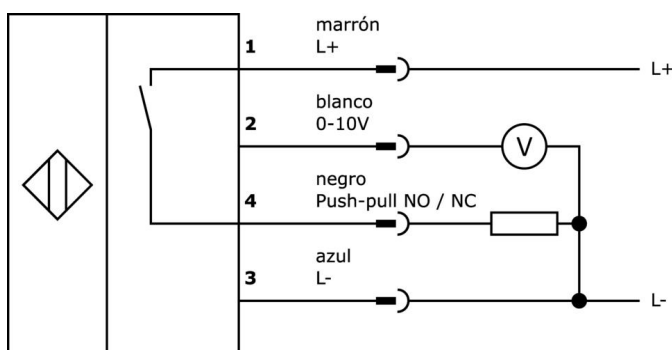 marrón
1 L+
L+
blanco
2 0-10V
V
negro
4 Push-pull NO / NC
azul
3 L-
L-